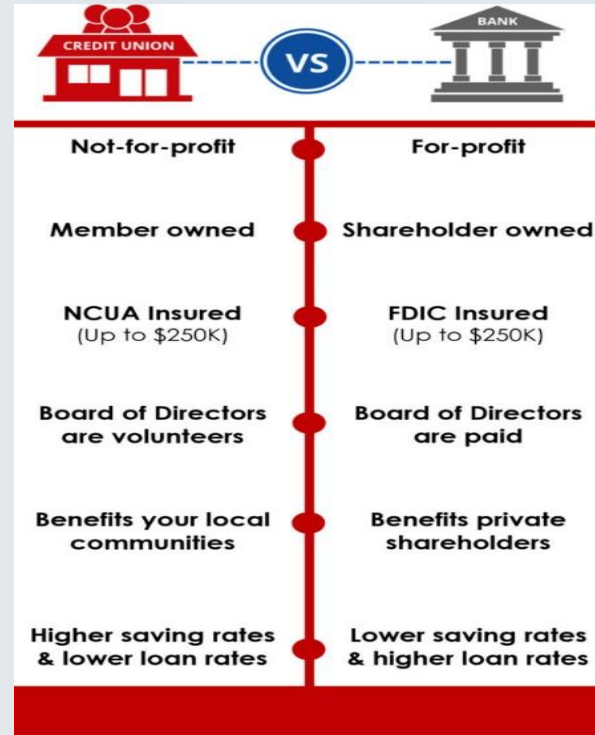 CREDIT UNION
VS
BANK
Not-for-profit
For-profit
Member owned
Shareholder owned
NCUA Insured
(Up to $250K)
FDIC Insured
(Up to $250K)
Board of Directors
are volunteers
Board of Directors
are paid
Benefits your local
communities
Benefits private
shareholders
Higher saving rates
& lower loan rates
Lower saving rates
& higher loan rates